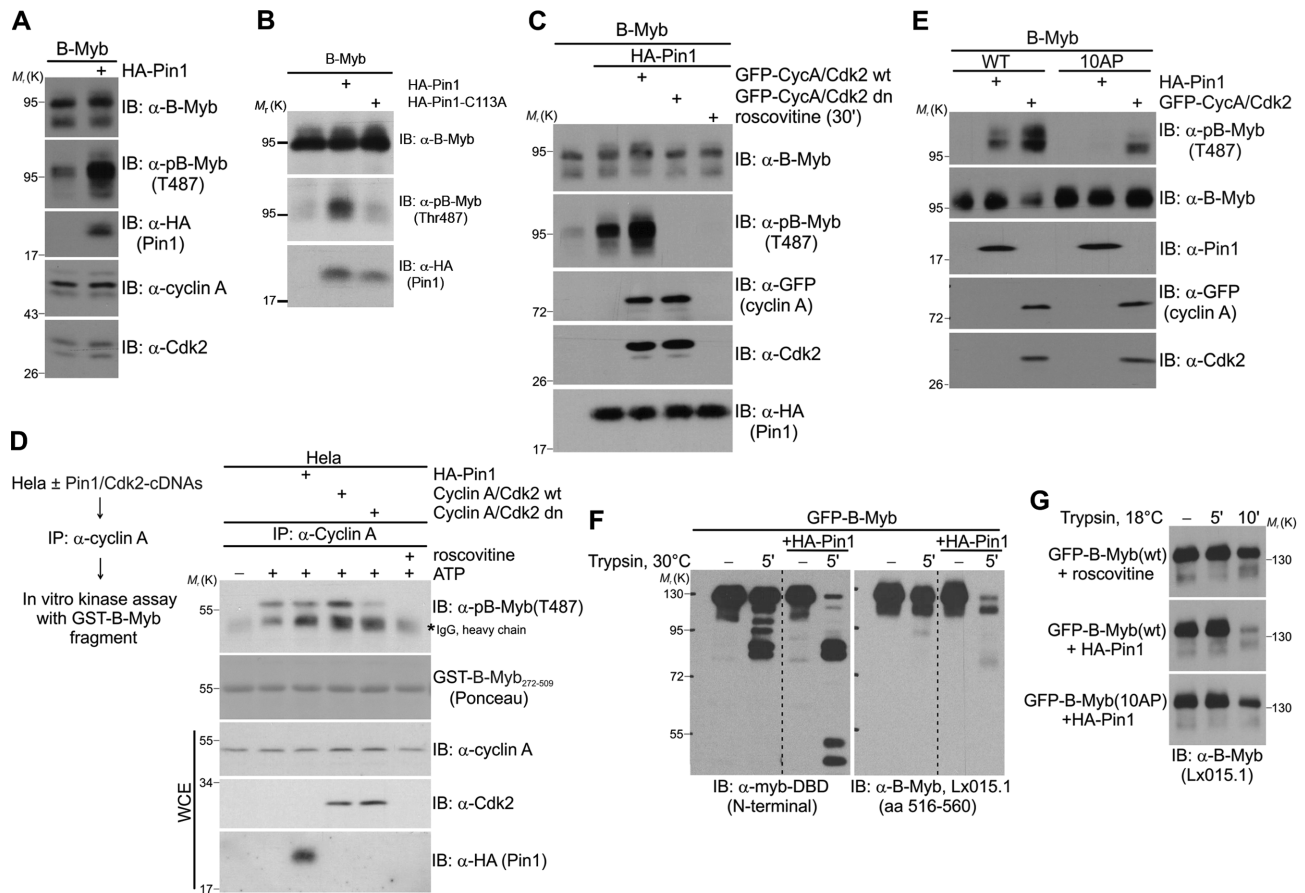 A
B-Myb
+ HA-Pin1
Mr (K)
95 IB: α-B-Myb
95 IB: α-pB-Myb
(T487)
IB: α-HA
(Pin1)
17
IB: α-cyclin A
43
IB: α-Cdk2
26
B
B-Myb
+ HA-Pin1
+ HA-Pin1-C113A
Mr (K)
95 IB: α-B-Myb
IB: α-pB-Myb
(Thr487)
95
IB: α-HA
(Pin1)
17
C
B-Myb
HA-Pin1
+ GFP-CycA/Cdk2 wt
+ GFP-CycA/Cdk2 dn
+ roscovitine (30')
Mr (K)
95 IB: α-B-Myb
95 IB: α-pB-Myb
(T487)
IB: α-GFP
(cyclin A)
72
IB: α-Cdk2
26
IB: α-HA
(Pin1)
17
E
B-Myb
WT 10AP
+ + HA-Pin1
+ + GFP-CycA/Cdk2
Mr (K)
IB: α-pB-Myb
(T487)
95
95 IB: α-B-Myb
IB: α-Pin1
17
IB: α-GFP
(cyclin A)
72
IB: α-Cdk2
26
D
Hela ± Pin1/Cdk2-cDNAs
IP: α-cyclin A
In vitro kinase assay
with GST-B-Myb
fragment
Hela
+ HA-Pin1
+ Cyclin A/Cdk2 wt
+ Cyclin A/Cdk2 dn
IP: α-Cyclin A
+ roscovitine
– + + + + + ATP
Mr (K)
55 IB: α-pB-Myb(T487)
*IgG, heavy chain
GST-B-Myb272-509
55 (Ponceau)
WCE
55
IB: α-cyclin A
34
IB: α-Cdk2
IB: α-HA (Pin1)
17
F
GFP-B-Myb
+HA-Pin1 +HA-Pin1
Trypsin, 30°C – 5' – 5' – 5' – 5'
Mr (K)
130
95
72
55
IB: α-myb-DBD
(N-terminal)
IB: α-B-Myb, Lx015.1
(aa 516-560)
G
Trypsin, 18°C – 5' 10' Mr (K)
GFP-B-Myb(wt)
+ roscovitine
130
GFP-B-Myb(wt)
+ HA-Pin1
130
GFP-B-Myb(10AP)
+HA-Pin1
130
IB: α-B-Myb
(Lx015.1)